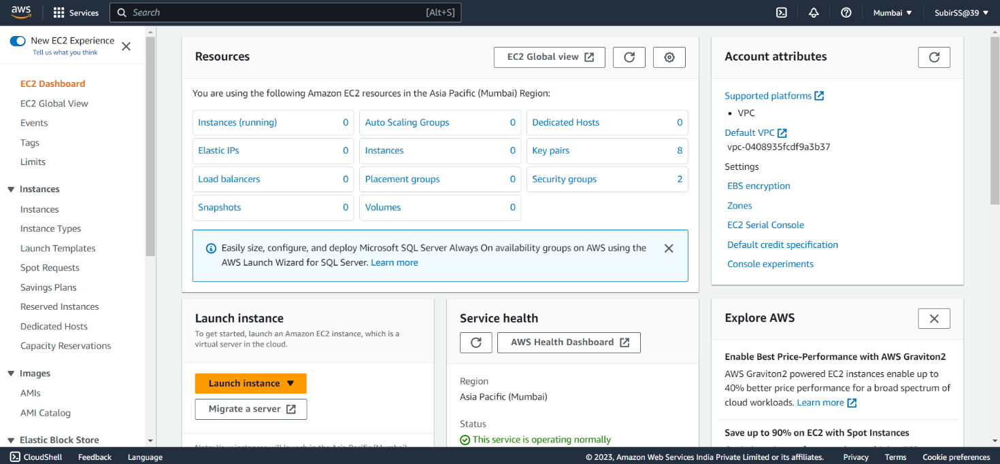 aws
Services
Search
[Alt+S]
Mumbai
SubirSS@39
New EC2 Experience
Tell us what you think
EC2 Dashboard
EC2 Global View
Events
Tags
Limits
Instances
Instances
Instance Types
Launch Templates
Spot Requests
Savings Plans
Reserved Instances
Dedicated Hosts
Capacity Reservations
Images
AMIs
AMI Catalog
Elastic Block Store
Resources
EC2 Global view
You are using the following Amazon EC2 resources in the Asia Pacific (Mumbai) Region:
Instances (running) 0
Auto Scaling Groups 0
Dedicated Hosts 0
Elastic IPs 0
Instances 0
Key pairs 8
Load balancers 0
Placement groups 0
Security groups 2
Snapshots 0
Volumes 0
Easily size, configure, and deploy Microsoft SQL Server Always On availability groups on AWS using the
AWS Launch Wizard for SQL Server. Learn more
Launch instance
To get started, launch an Amazon EC2 instance, which is a
virtual server in the cloud.
Launch instance
Migrate a server
Service health
AWS Health Dashboard
Region
Asia Pacific (Mumbai)
Status
This service is operating normally
Account attributes
Supported platforms
• VPC
Default VPC
vpc-0408935fcdf9a3b37
Settings
EBS encryption
Zones
EC2 Serial Console
Default credit specification
Console experiments
Explore AWS
Enable Best Price-Performance with AWS Graviton2
AWS Graviton2 powered EC2 instances enable up to
40% better price performance for a broad spectrum of
cloud workloads. Learn more
Save up to 90% on EC2 with Spot Instances
CloudShell
Feedback
Language
© 2023, Amazon Web Services India Private Limited or its affiliates.
Privacy
Terms
Cookie preferences